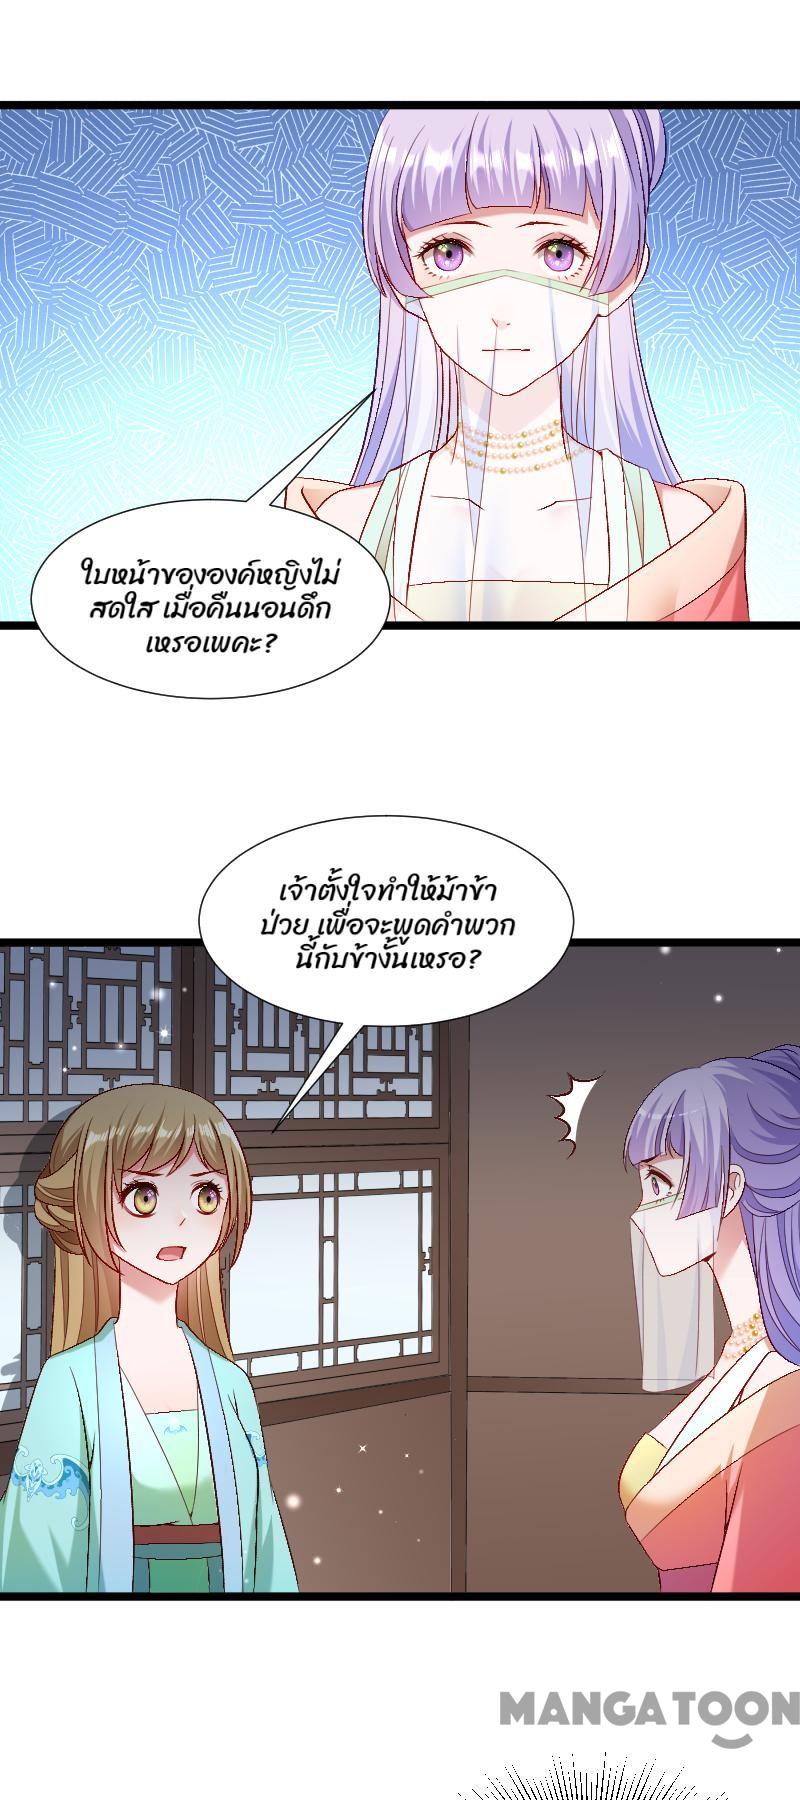 ใบหน้าขององค์หญิงไม่
สดใส เมื่อคืนนอนดึก
เหรอเพคะ?
เจ้าตั้งใจทำให้ม้าข้า
ป่วย เพื่อจะพูดคำพวก
นี้กับข้างั้นเหรอ?
MANGATOON